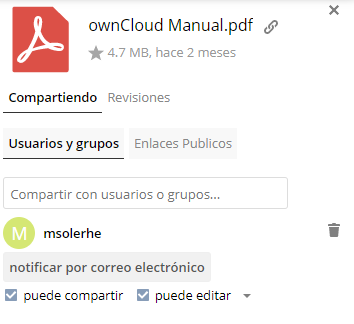 ownCloud Manual.pdf
4.7 MB, hace 2 meses
Compartiendo Revisiones
Usuarios y grupos Enlaces Publicos
Compartir con usuarios o grupos...
M msolerhe
notificar por correo electrónico
puede compartir puede editar